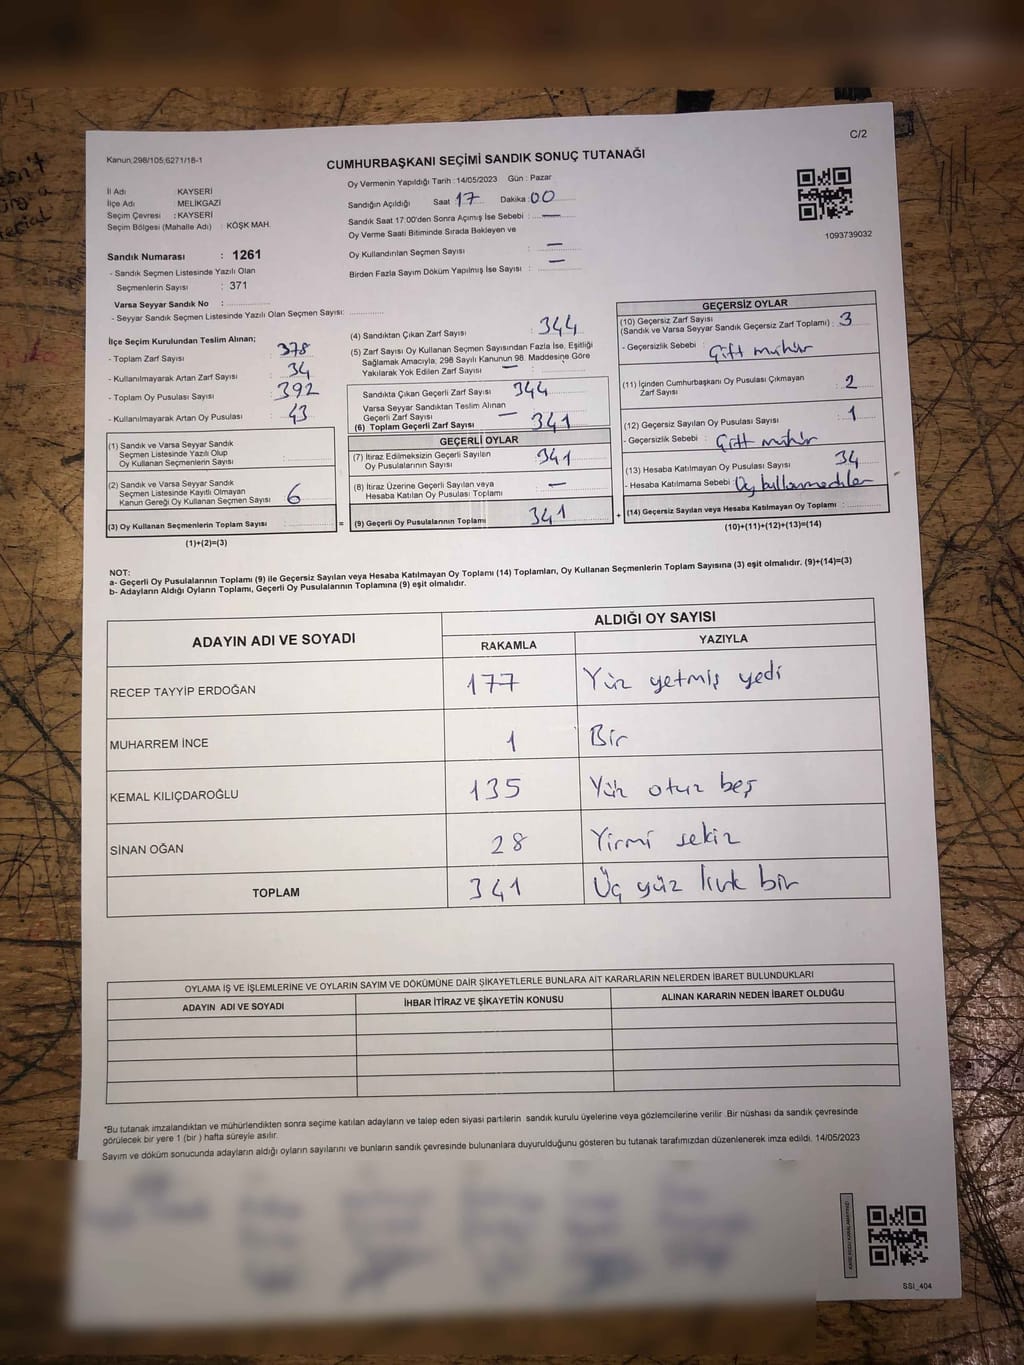 C/2
Kanun,298/105;6271/18-1
CUMHURBAŞKANI SEÇİMİ SANDIK SONUÇ TUTANAĞI
İl Adı : KAYSERİ
İlçe Adı : MELİKGAZİ
Seçim Çevresi : KAYSERİ
Seçim Bölgesi (Mahalle Adı) : KÖŞK MAH.
Sandık Numarası : 1261
- Sandık Seçmen Listesinde Yazılı Olan
Seçmenlerin Sayısı : 371
Varsa Seyyar Sandık No :
- Seyyar Sandık Seçmen Listesinde Yazılı Olan Seçmen Sayısı:
Oy Vermenin Yapıldığı Tarih : 14/05/2023 Gün : Pazar
Sandığın Açıldığı Saat 17 Dakika : 00
Sandık Saat 17:00'den Sonra Açımış İse Sebebi : —
Oy Verme Saati Bitiminde Sırada Bekleyen ve
Oy Kullandırılan Seçmen Sayısı : —
Birden Fazla Sayım Döküm Yapılmış İse Sayısı : —
1093739032
İlçe Seçim Kurulundan Teslim Alınan;
- Toplam Zarf Sayısı : 378
- Kullanılmayarak Artan Zarf Sayısı : 34
- Toplam Oy Pusulası Sayısı : 392
- Kullanılmayarak Artan Oy Pusulası : 43
(1) Sandık ve Varsa Seyyar Sandık
Seçmen Listesinde Yazılı Olup
Oy Kullanan Seçmenlerin Sayısı :
(2) Sandık ve Varsa Seyyar Sandık
Seçmen Listesinde Kayıtlı Olmayan
Kanun Gereği Oy Kullanan Seçmen Sayısı : 6
(3) Oy Kullanan Seçmenlerin Toplam Sayısı :
(1)+(2)=(3)
=
(4) Sandıktan Çıkan Zarf Sayısı : 344
(5) Zarf Sayısı Oy Kullanan Seçmen Sayısından Fazla İse, Eşitliği
Sağlamak Amacıyla, 298 Sayılı Kanunun 98. Maddesine Göre
Yakılarak Yok Edilen Zarf Sayısı : —
Sandıkta Çıkan Geçerli Zarf Sayısı : 344
Varsa Seyyar Sandıktan Teslim Alınan
Geçerli Zarf Sayısı : —
(6) Toplam Geçerli Zarf Sayısı : 341
GEÇERLİ OYLAR
(7) İtiraz Edilmeksizin Geçerli Sayılan
Oy Pusulalarının Sayısı : 341
(8) İtiraz Üzerine Geçerli Sayılan veya
Hesaba Katılan Oy Pusulası Toplamı : —
(9) Geçerli Oy Pusulalarının Toplamı : 341
+
GEÇERSİZ OYLAR
(10) Geçersiz Zarf Sayısı
(Sandık ve Varsa Seyyar Sandık Geçersiz Zarf Toplamı) : 3
- Geçersizlik Sebebi : Çift mühür
(11) İçinden Cumhurbaşkanı Oy Pusulası Çıkmayan
Zarf Sayısı : 2
(12) Geçersiz Sayılan Oy Pusulası Sayısı : 1
- Geçersizlik Sebebi : Çift mühür
(13) Hesaba Katılmayan Oy Pusulası Sayısı : 34
- Hesaba Katılmama Sebebi : Oy kullanmadılar
(14) Geçersiz Sayılan veya Hesaba Katılmayan Oy Toplamı :
(10)+(11)+(12)+(13)=(14)
NOT:
a- Geçerli Oy Pusulalarının Toplamı (9) ile Geçersiz Sayılan veya Hesaba Katılmayan Oy Toplamı (14) Toplamları, Oy Kullanan Seçmenlerin Toplam Sayısına (3) eşit olmalıdır. (9)+(14)=(3)
b- Adayların Aldığı Oyların Toplamı, Geçerli Oy Pusulalarının Toplamına (9) eşit olmalıdır.
ADAYIN ADI VE SOYADI
ALDIĞI OY SAYISI
RAKAMLA YAZIYLA
RECEP TAYYİP ERDOĞAN 177 Yüz yetmiş yedi
MUHARREM İNCE 1 Bir
KEMAL KILIÇDAROĞLU 135 Yüz otuz beş
SİNAN OĞAN 28 Yirmi sekiz
TOPLAM 341 Üç yüz kırk bir
OYLAMA İŞ VE İŞLEMLERİNE VE OYLARIN SAYIM VE DÖKÜMÜNE DAİR ŞİKAYETLERLE BUNLARA AİT KARARLARIN NELERDEN İBARET BULUNDUKLARI
ADAYIN ADI VE SOYADI İHBAR İTİRAZ VE ŞİKAYETİN KONUSU ALINAN KARARIN NEDEN İBARET OLDUĞU
*Bu tutanak imzalandıktan ve mühürlendikten sonra seçime katılan adayların ve talep eden siyasi partilerin sandık kurulu üyelerine veya gözlemcilerine verilir .Bir nüshası da sandık çevresinde
görülecek bir yere 1 (bir ) hafta süreyle asılır.
Sayım ve döküm sonucunda adayların aldığı oyların sayılarını ve bunların sandık çevresinde bulunanlara duyurulduğunu gösteren bu tutanak tarafımızdan düzenlenerek imza edildi. 14/05/2023
SSI_404